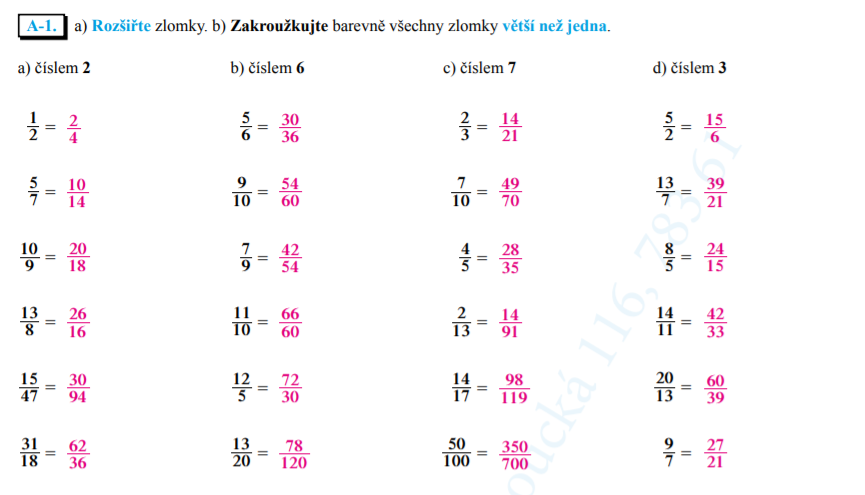 A-1. a) Rozšiřte zlomky. b) Zakroužkujte barevně všechny zlomky větší než jedna.
a) číslem 2 b) číslem 6 c) číslem 7 d) číslem 3
1/2 = 2/4 5/6 = 30/36 2/3 = 14/21 5/2 = 15/6
5/7 = 10/14 9/10 = 54/60 7/10 = 49/70 13/7 = 39/21
10/9 = 20/18 7/9 = 42/54 4/5 = 28/35 8/5 = 24/15
13/8 = 26/16 11/10 = 66/60 2/13 = 14/91 14/11 = 42/33
15/47 = 30/94 12/5 = 72/30 14/17 = 98/119 20/13 = 60/39
31/18 = 62/36 13/20 = 78/120 50/100 = 350/700 9/7 = 27/21
116, 783 61